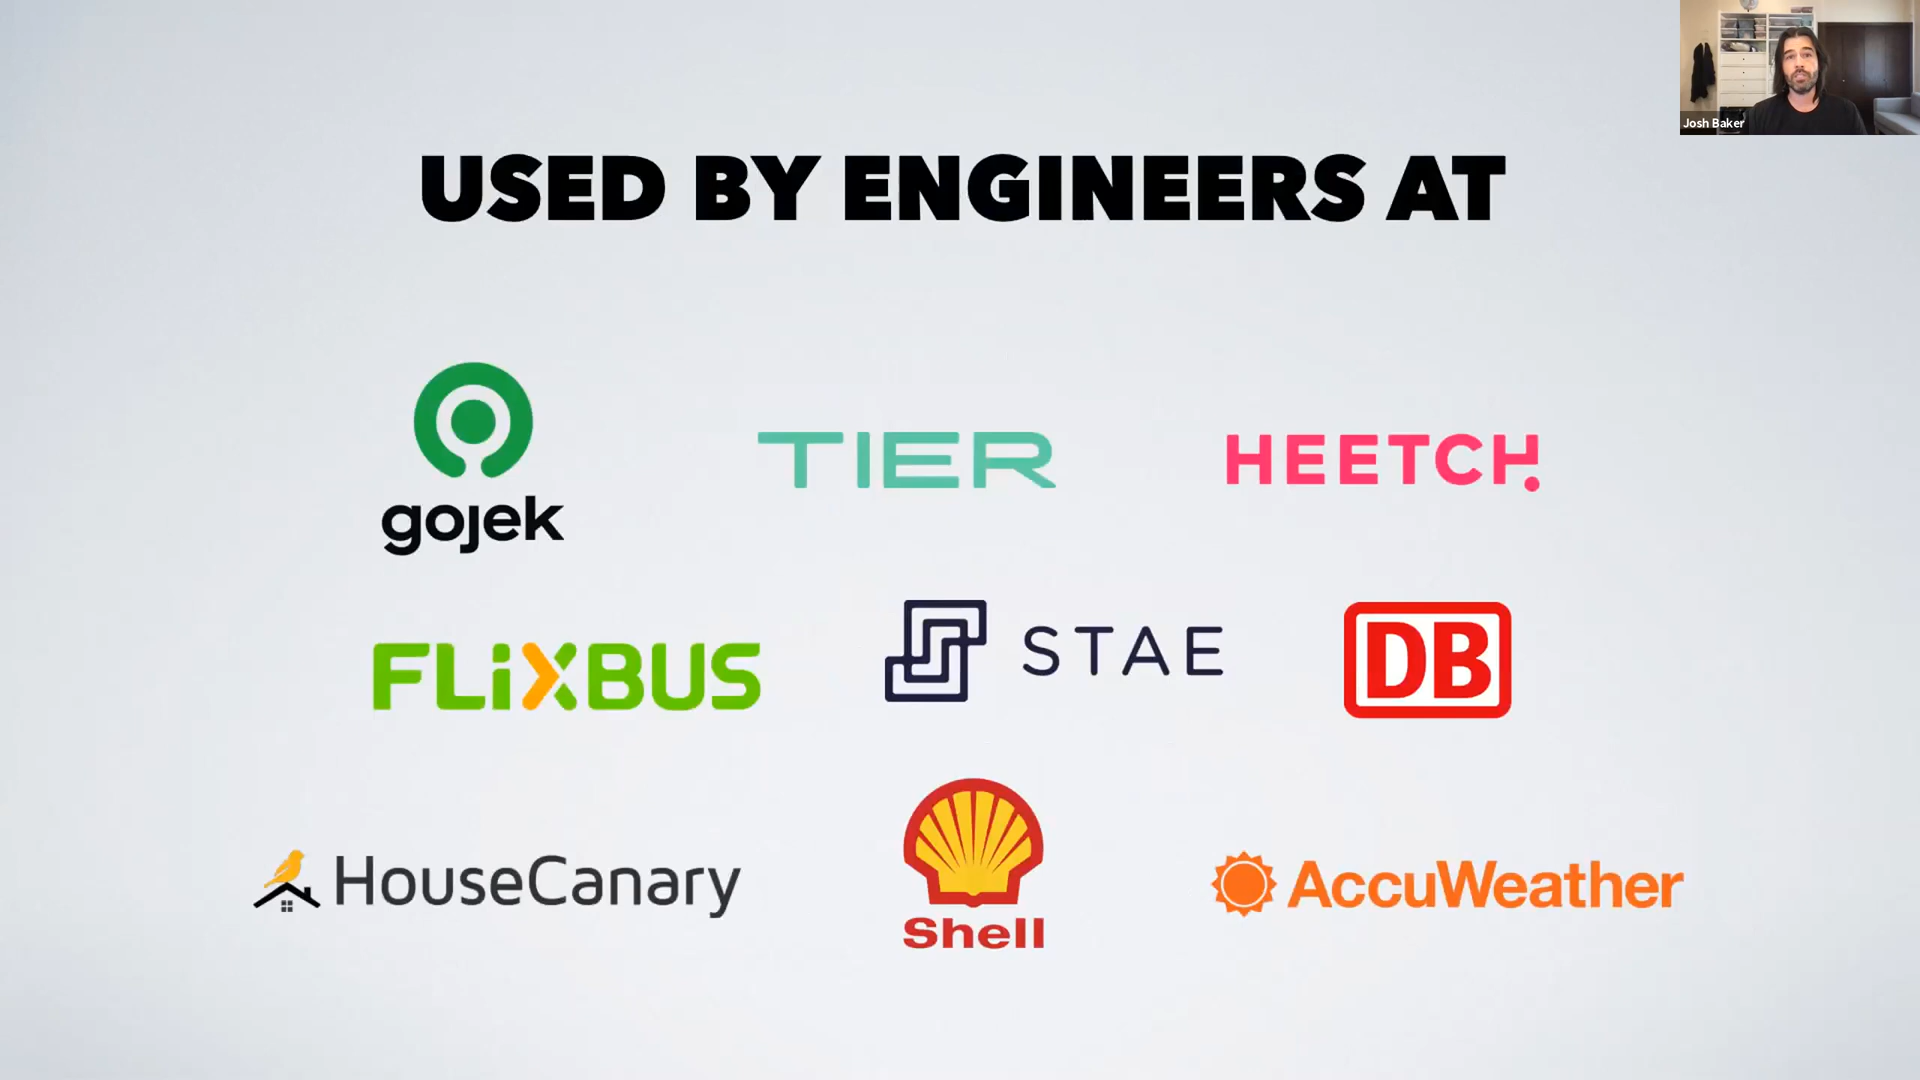 Josh Baker
USED BY ENGINEERS AT
gojek
TIER
HEETCH
FLiXBUS
STAE
DB
HouseCanary
Shell
AccuWeather